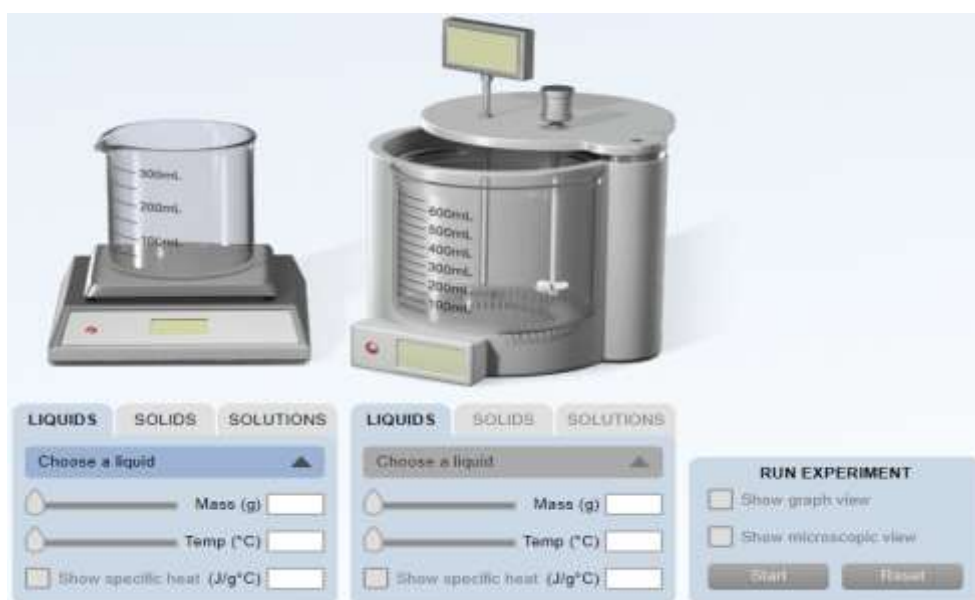 300mL
200mL
100mL
600mL
500mL
400mL
300mL
200mL
100mL
LIQUIDS SOLIDS SOLUTIONS
Choose a liquid
Mass (g)
Temp (°C)
Show specific heat (J/g°C)
LIQUIDS SOLIDS SOLUTIONS
Choose a liquid
Mass (g)
Temp (°C)
Show specific heat (J/g°C)
RUN EXPERIMENT
Show graph view
Show microscopic view
Start Reset